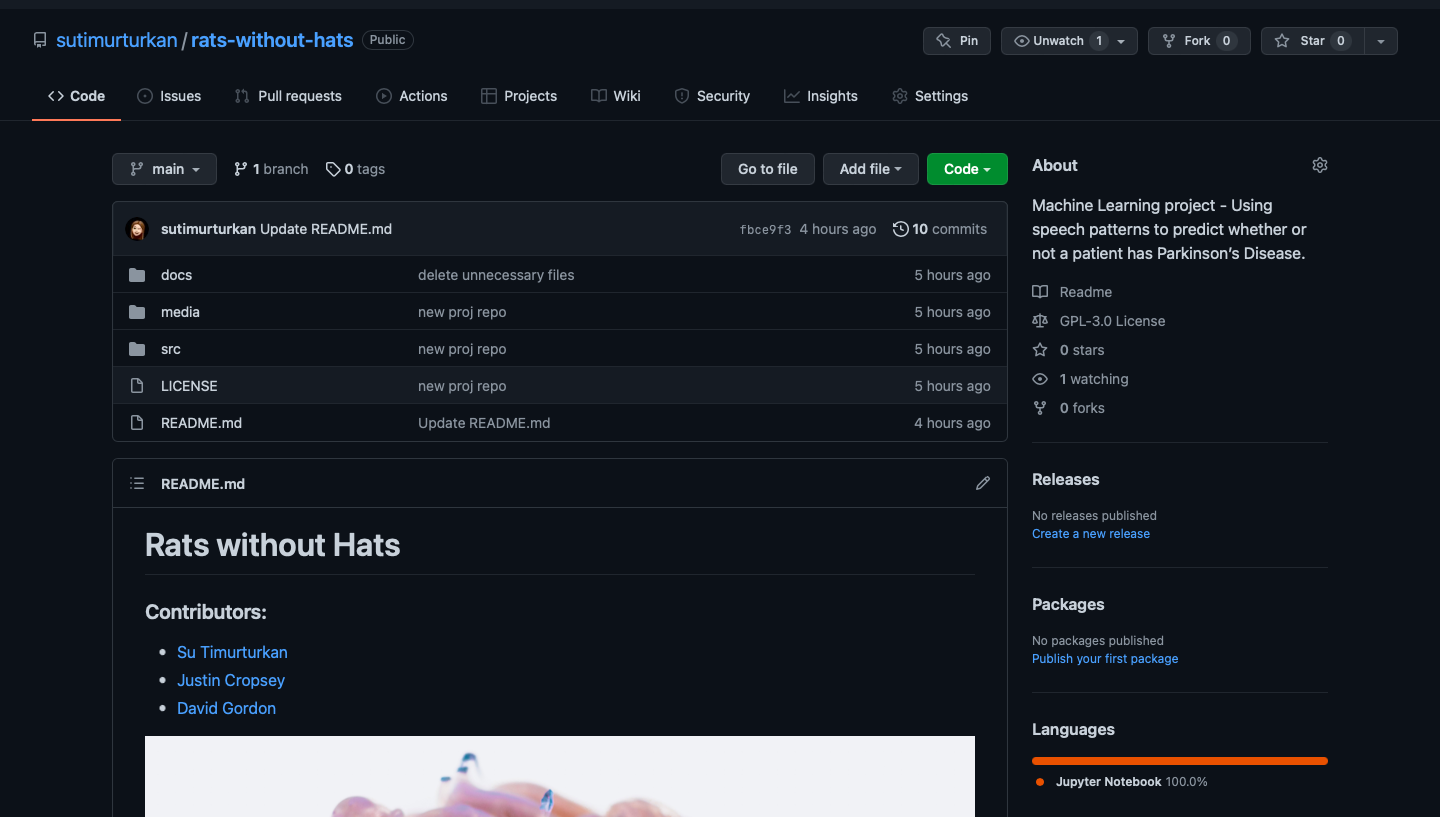 sutimurturkan / rats-without-hats Public
Pin Unwatch 1 Fork 0 Star 0
Code Issues Pull requests Actions Projects Wiki Security Insights Settings
main 1 branch 0 tags Go to file Add file Code
sutimurturkan Update README.md fbce9f3 4 hours ago 10 commits
docs delete unnecessary files 5 hours ago
media new proj repo 5 hours ago
src new proj repo 5 hours ago
LICENSE new proj repo 5 hours ago
README.md Update README.md 4 hours ago
README.md
Rats without Hats
Contributors:
Su Timurturkan
Justin Cropsey
David Gordon
About
Machine Learning project - Using
speech patterns to predict whether or
not a patient has Parkinson’s Disease.
Readme
GPL-3.0 License
0 stars
1 watching
0 forks
Releases
No releases published
Create a new release
Packages
No packages published
Publish your first package
Languages
Jupyter Notebook 100.0%